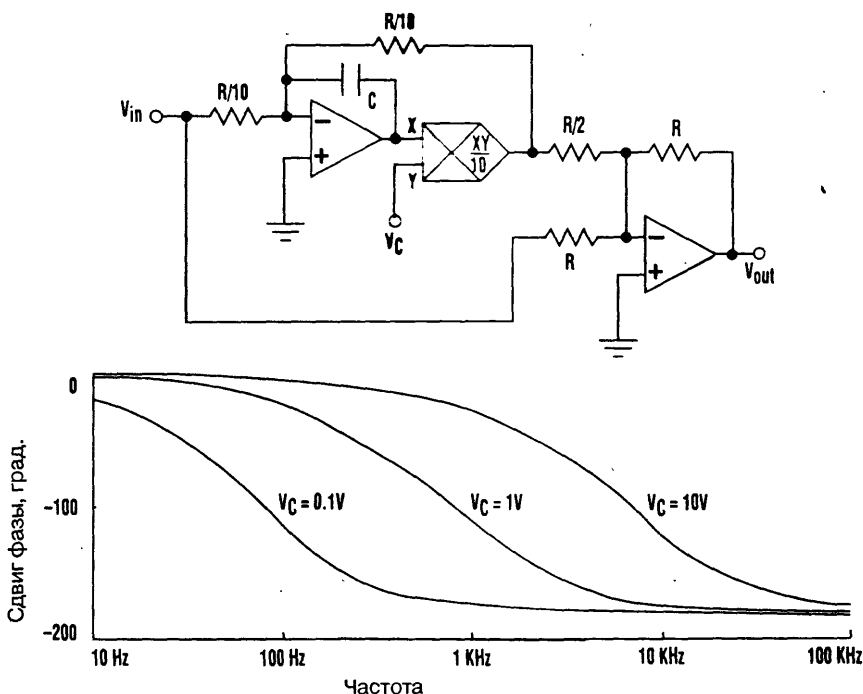 R/10
V_in
R/10
C
X
XY
10
Y
V_C
R/2
R
R
V_out
Сдвиг фазы, град.
0
-100
-200
V_C = 0.1V
V_C = 1V
V_C = 10V
10 Hz
100 Hz
1 KHz
10 KHz
100 KHz
Частота